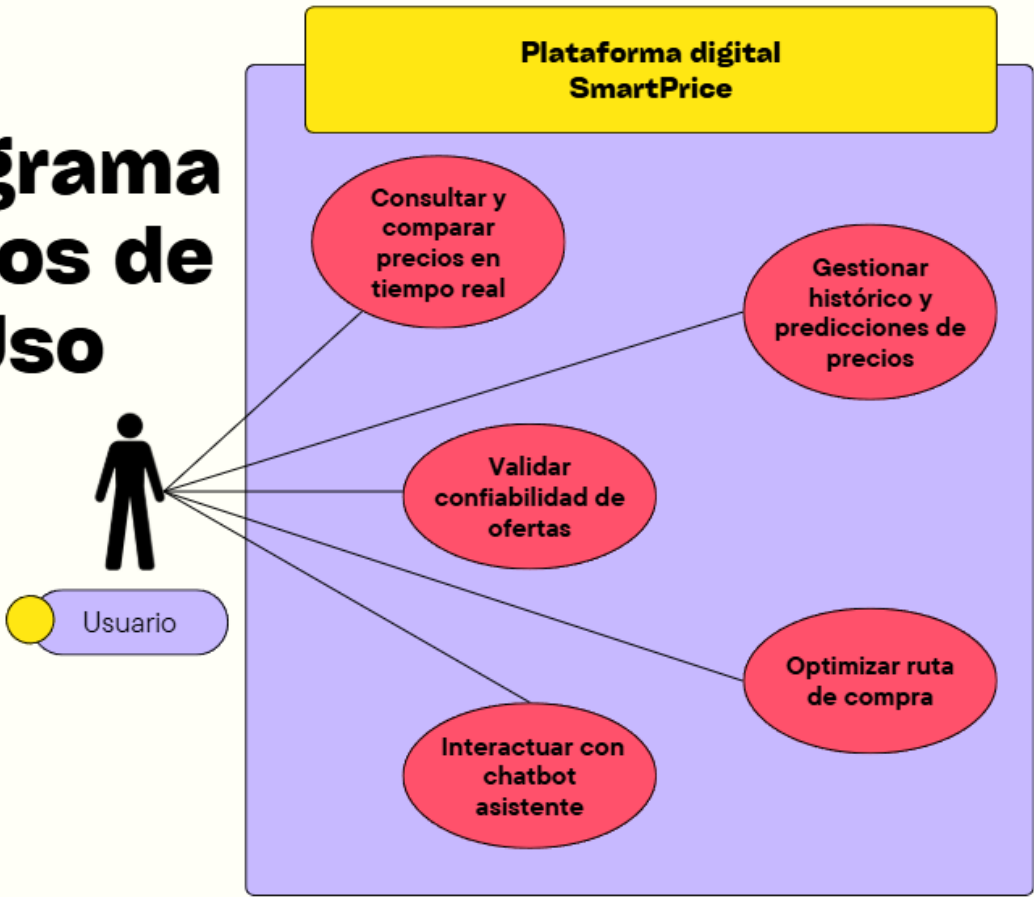 Plataforma digital
SmartPrice
grama
os de
Uso
Consultar y
comparar
precios en
tiempo real
Gestionar
histórico y
predicciones de
precios
Validar
confiabilidad de
ofertas
Usuario
Optimizar ruta
de compra
Interactuar con
chatbot
asistente